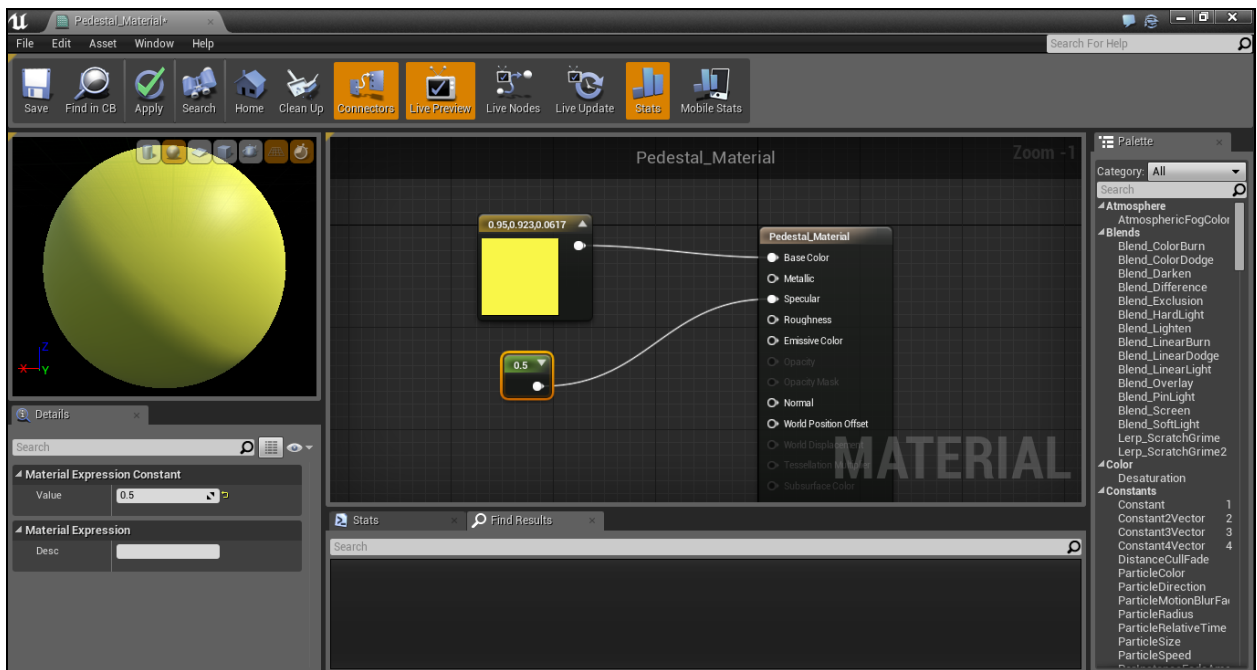 Pedestal_Material*
File Edit Asset Window Help
Search For Help
Save Find in CB Apply Search Home Clean Up Connectors Live Preview Live Nodes Live Update Stats Mobile Stats
Pedestal_Material
Zoom -1
0.95,0.923,0.0617
Pedestal_Material
Base Color
Metallic
Specular
Roughness
Emissive Color
Opacity
Opacity Mask
Normal
World Position Offset
World Displacement
Tessellation Multiplier
Subsurface Color
0.5
MATERIAL
Z
X
Y
Details
Search
Material Expression Constant
Value 0.5
Material Expression
Desc
Stats Find Results
Search
Palette
Category: All
Search
Atmosphere
AtmosphericFogColor
Blends
Blend_ColorBurn
Blend_ColorDodge
Blend_Darken
Blend_Difference
Blend_Exclusion
Blend_HardLight
Blend_Lighten
Blend_LinearBurn
Blend_LinearDodge
Blend_LinearLight
Blend_Overlay
Blend_PinLight
Blend_Screen
Blend_SoftLight
Lerp_ScratchGrime
Lerp_ScratchGrime2
Color
Desaturation
Constants
Constant 1
Constant2Vector 2
Constant3Vector 3
Constant4Vector 4
DistanceCullFade
ParticleColor
ParticleDirection
ParticleMotionBlurFa
ParticleRadius
ParticleRelativeTime
ParticleSize
ParticleSpeed